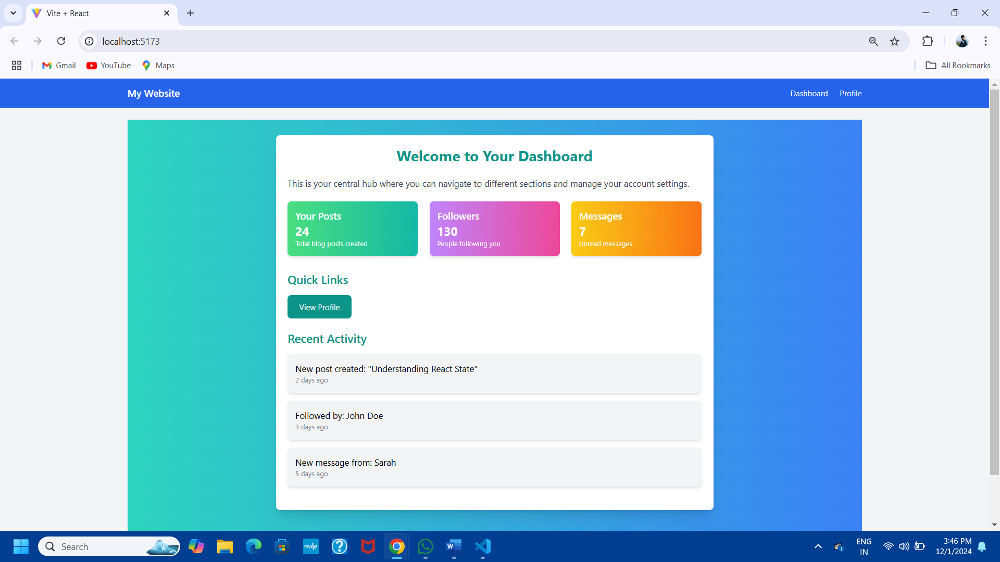 Vite + React
localhost:5173
Gmail
YouTube
Maps
All Bookmarks
My Website
Dashboard
Profile
Welcome to Your Dashboard
This is your central hub where you can navigate to different sections and manage your account settings.
Your Posts
24
Total blog posts created
Followers
130
People following you
Messages
7
Unread messages
Quick Links
View Profile
Recent Activity
New post created: "Understanding React State"
2 days ago
Followed by: John Doe
3 days ago
New message from: Sarah
5 days ago
Search
myhp
?
W
ENG
IN
3:46 PM
12/1/2024